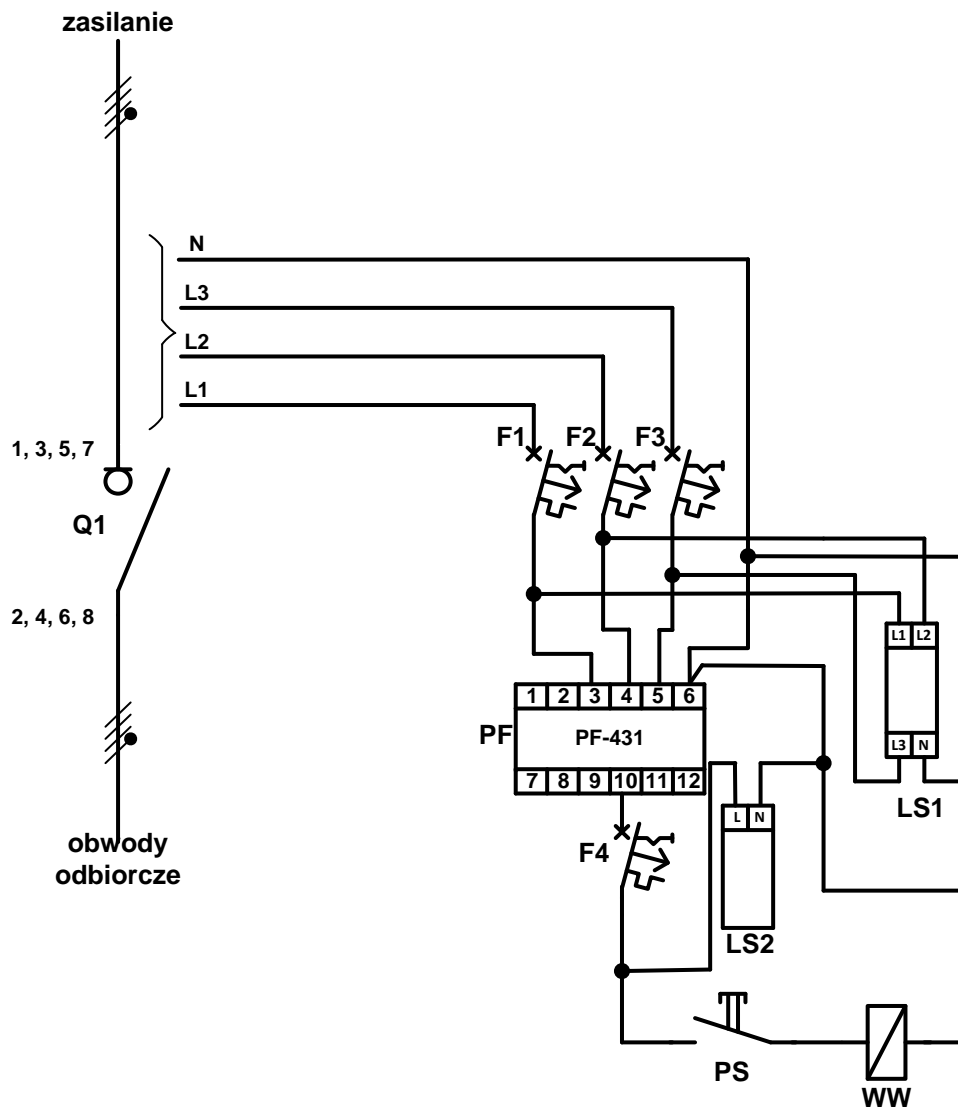 zasilanie
N
L3
L2
L1
1, 3, 5, 7
Q1
2, 4, 6, 8
F1 F2 F3
L1 L2
L3 N
LS1
1 2 3 4 5 6
PF PF-431
7 8 9 10 11 12
F4
L N
LS2
obwody
odbiorcze
PS
WW